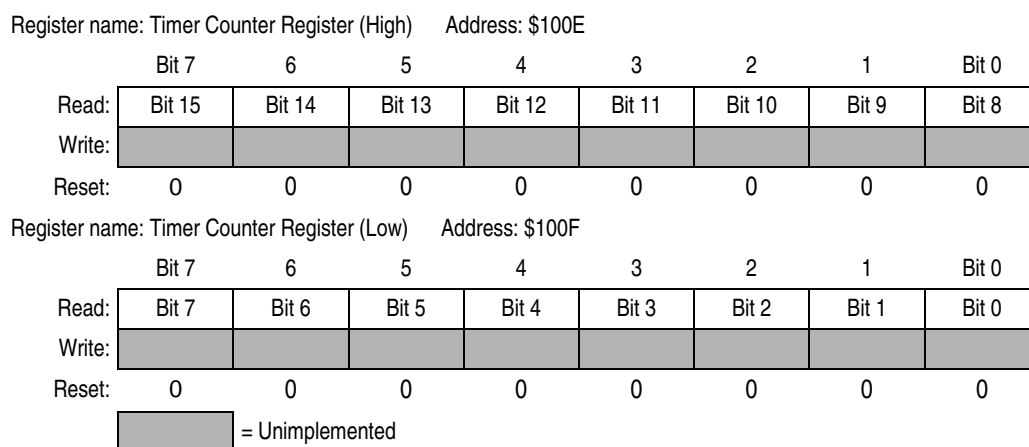 Register name: Timer Counter Register (High) Address: $100E
Bit 7 6 5 4 3 2 1 Bit 0
Read: Bit 15 Bit 14 Bit 13 Bit 12 Bit 11 Bit 10 Bit 9 Bit 8
Write:
Reset: 0 0 0 0 0 0 0 0
Register name: Timer Counter Register (Low) Address: $100F
Bit 7 6 5 4 3 2 1 Bit 0
Read: Bit 7 Bit 6 Bit 5 Bit 4 Bit 3 Bit 2 Bit 1 Bit 0
Write:
Reset: 0 0 0 0 0 0 0 0
= Unimplemented